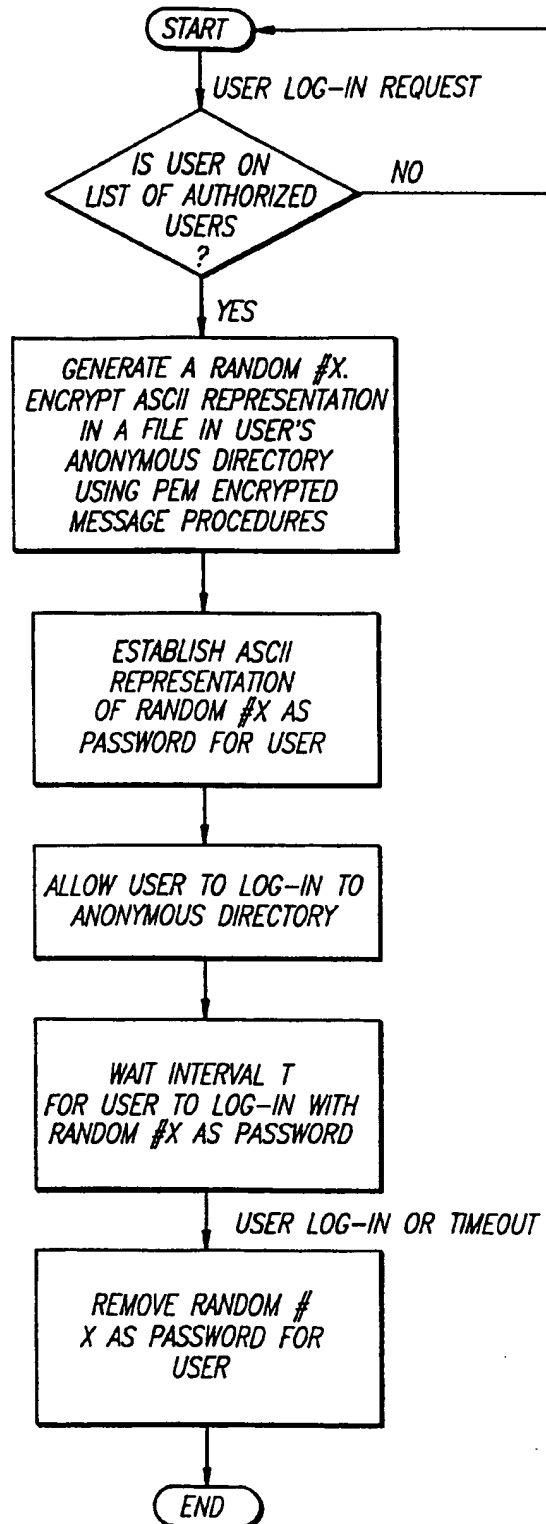 START
USER LOG-IN REQUEST
IS USER ON
LIST OF AUTHORIZED
USERS
?
NO
YES
GENERATE A RANDOM #X.
ENCRYPT ASCII REPRESENTATION
IN A FILE IN USER'S
ANONYMOUS DIRECTORY
USING PEM ENCRYPTED
MESSAGE PROCEDURES
ESTABLISH ASCII
REPRESENTATION
OF RANDOM #X AS
PASSWORD FOR USER
ALLOW USER TO LOG-IN TO
ANONYMOUS DIRECTORY
WAIT INTERVAL T
FOR USER TO LOG-IN WITH
RANDOM #X AS PASSWORD
USER LOG-IN OR TIMEOUT
REMOVE RANDOM #
X AS PASSWORD FOR
USER
END